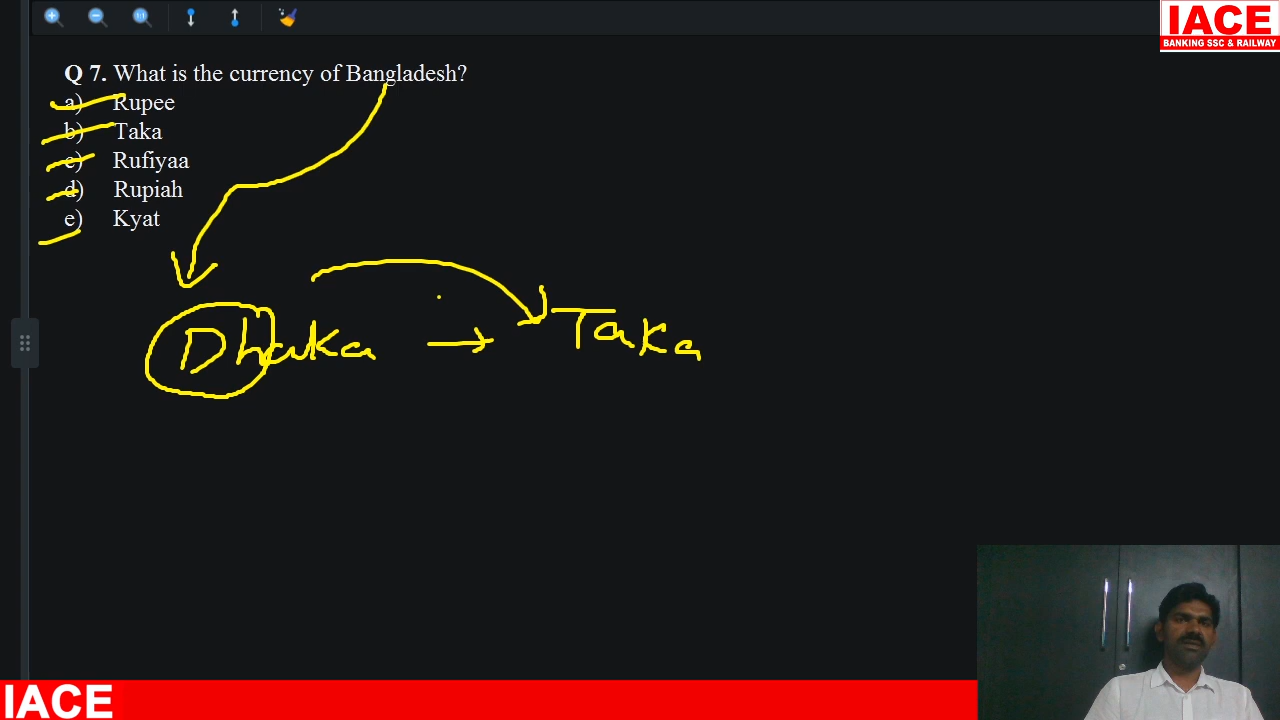 IACE
BANKING SSC & RAILWAY
Q 7. What is the currency of Bangladesh?
a) Rupee
b) Taka
c) Rufiyaa
d) Rupiah
e) Kyat
Dhaka → Taka
IACE